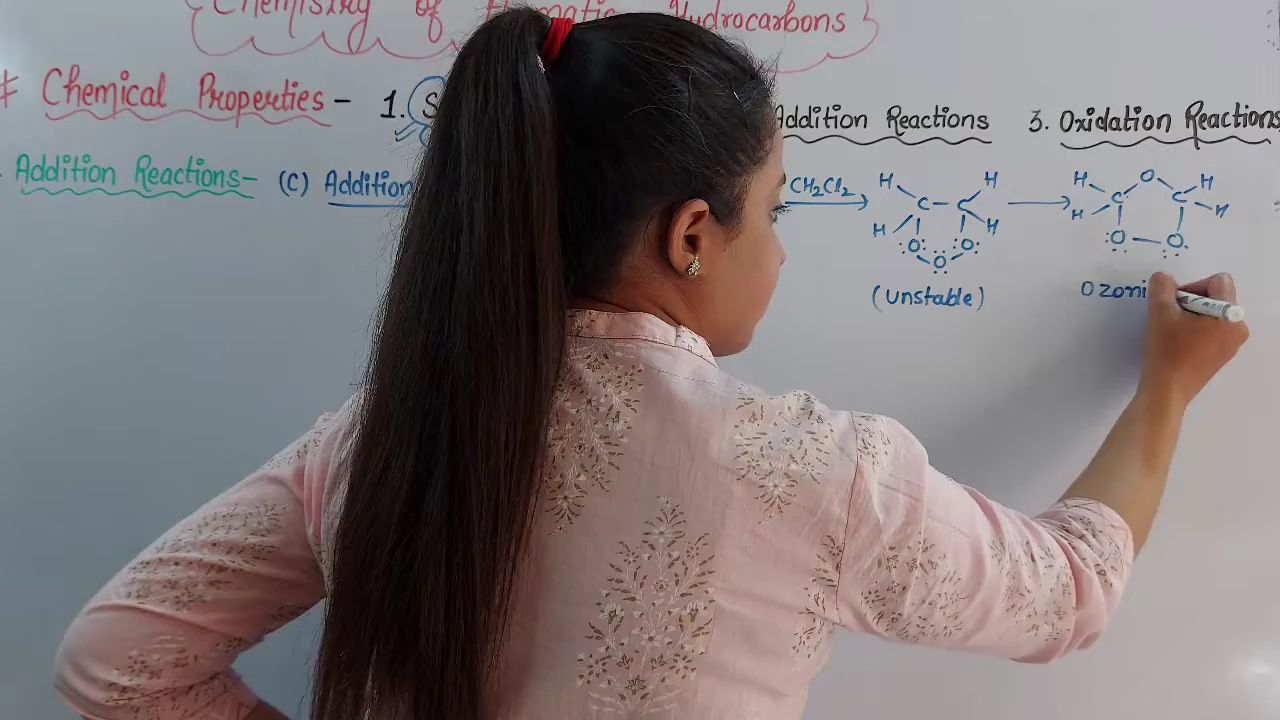 Chemistry of Hydrocarbons
# Chemical Properties - 1. S Addition Reactions 3. Oxidation Reactions
Addition Reactions- (C) Addition CH2Cl2
H H O H H
C - C C C
H H H H
O O O - O
O
(unstable) Ozoni